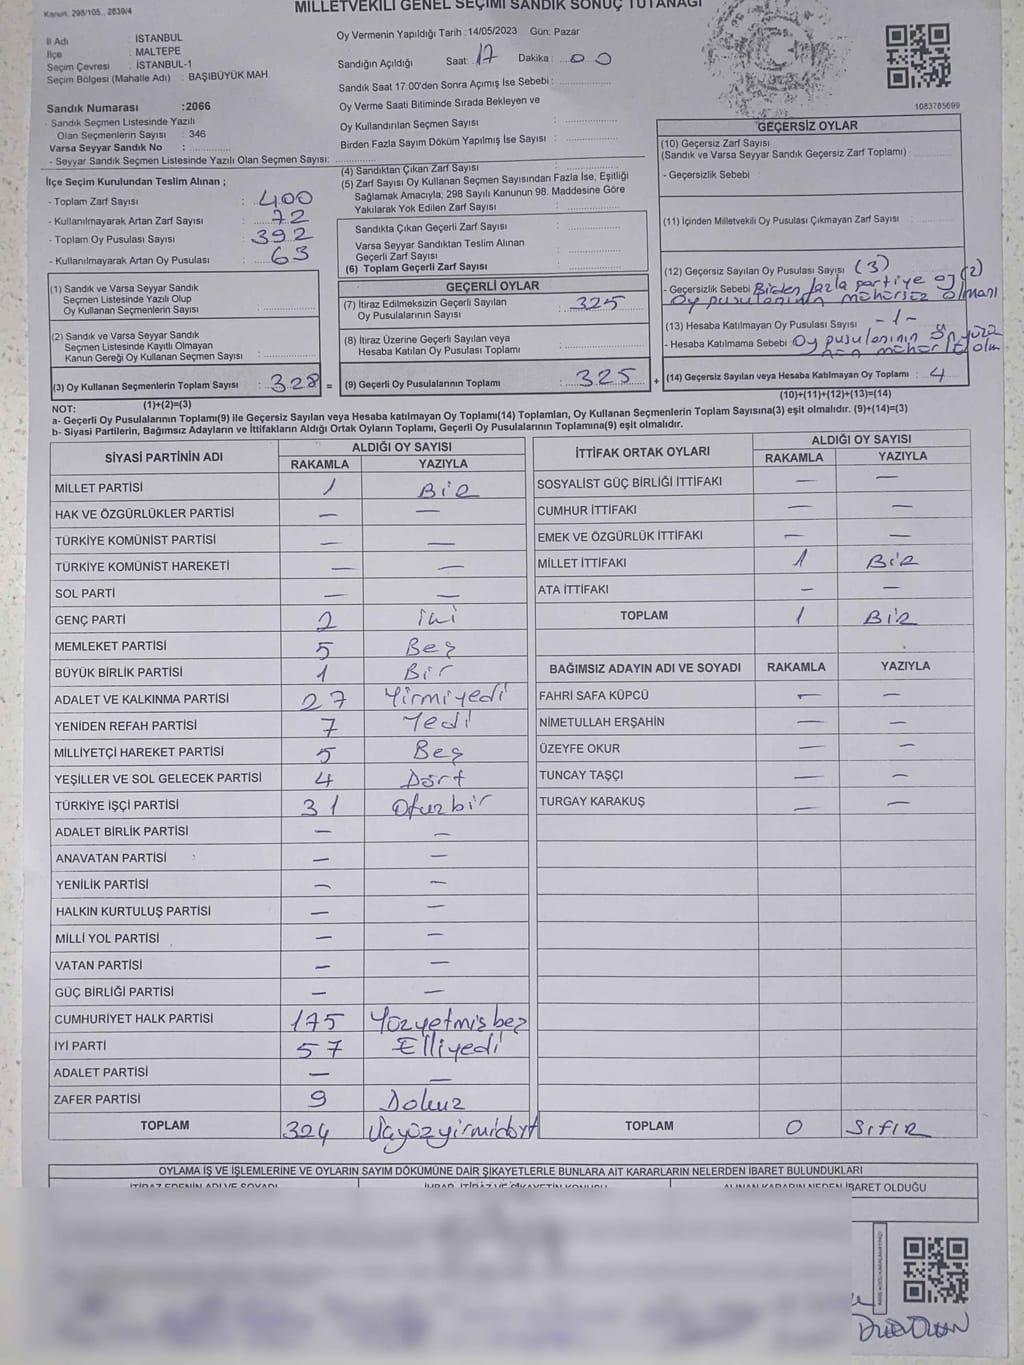 Kanun, 298/105., 2839/4
MİLLETVEKİLİ GENEL SEÇİMİ SANDIK SONUÇ TUTANAĞI
İl Adı : İSTANBUL
İlçe : MALTEPE
Seçim Çevresi : İSTANBUL-1
Seçim Bölgesi (Mahalle Adı) : BAŞIBÜYÜK MAH.
Sandık Numarası :2066
- Sandık Seçmen Listesinde Yazılı
Olan Seçmenlerin Sayısı : 346
Varsa Seyyar Sandık No :
- Seyyar Sandık Seçmen Listesinde Yazılı Olan Seçmen Sayısı:
İlçe Seçim Kurulundan Teslim Alınan ;
- Toplam Zarf Sayısı : 400
- Kullanılmayarak Artan Zarf Sayısı : 72
- Toplam Oy Pusulası Sayısı : 392
- Kullanılmayarak Artan Oy Pusulası : 63
(1) Sandık ve Varsa Seyyar Sandık
Seçmen Listesinde Yazılı Olup
Oy Kullanan Seçmen Sayısı :
(2) Sandık ve Varsa Seyyar Sandık
Seçmen Listesinde Kayıtlı Olmayan
Kanun Gereği Oy Kullanan Seçmen Sayısı :
(3) Oy Kullanan Seçmenlerin Toplam Sayısı : 328 =
(1)+(2)=(3)
Oy Vermenin Yapıldığı Tarih :14/05/2023 Gün: Pazar
Sandığın Açıldığı Saat: 17 Dakika: 00
Sandık Saat 17:00'den Sonra Açımış İse Sebebi :
Oy Verme Saati Bitiminde Sırada Bekleyen ve
Oy Kullandırılan Seçmen Sayısı :
Birden Fazla Sayım Döküm Yapılmış İse Sayısı :
(4) Sandıktan Çıkan Zarf Sayısı :
(5) Zarf Sayısı Oy Kullanan Seçmen Sayısından Fazla İse, Eşitliği
Sağlamak Amacıyla; 298 Sayılı Kanunun 98. Maddesine Göre
Yakılarak Yok Edilen Zarf Sayısı :
Sandıkta Çıkan Geçerli Zarf Sayısı :
Varsa Seyyar Sandıktan Teslim Alınan
Geçerli Zarf Sayısı :
(6) Toplam Geçerli Zarf Sayısı :
GEÇERLİ OYLAR
(7) İtiraz Edilmeksizin Geçerli Sayılan
Oy Pusulalarının Sayısı : 325
(8) İtiraz Üzerine Geçerli Sayılan veya
Hesaba Katılan Oy Pusulası Toplamı :
(9) Geçerli Oy Pusulalarının Toplamı : 325 +
1083785699
GEÇERSİZ OYLAR
(10) Geçersiz Zarf Sayısı
(Sandık ve Varsa Seyyar Sandık Geçersiz Zarf Toplamı) :
- Geçersizlik Sebebi :
(11) İçinden Milletvekili Oy Pusulası Çıkmayan Zarf Sayısı :
(12) Geçersiz Sayılan Oy Pusulası Sayısı (3)
- Geçersizlik Sebebi Birden fazla partiye oy (2)
Oy pusulasının mühürsüz olması
(13) Hesaba Katılmayan Oy Pusulası Sayısı -1-
- Hesaba Katılmama Sebebi : Oy pusulasının ön yüzü
(14) Geçersiz Sayılan veya Hesaba Katılmayan Oy Toplamı : 4
(10)+(11)+(12)+(13)=(14)
NOT:
a- Geçerli Oy Pusulalarının Toplamı(9) ile Geçersiz Sayılan veya Hesaba katılmayan Oy Toplamı(14) Toplamları, Oy Kullanan Seçmenlerin Toplam Sayısına(3) eşit olmalıdır. (9)+(14)=(3)
b- Siyasi Partilerin, Bağımsız Adayların ve İttifakların Aldığı Ortak Oyların Toplamı, Geçerli Oy Pusulalarının Toplamına(9) eşit olmalıdır.
SİYASİ PARTİNİN ADI ALDIĞI OY SAYISI
RAKAMLA YAZIYLA
MİLLET PARTİSİ 1 Bir
HAK VE ÖZGÜRLÜKLER PARTİSİ — —
TÜRKİYE KOMÜNİST PARTİSİ — —
TÜRKİYE KOMÜNİST HAREKETİ — —
SOL PARTİ — —
GENÇ PARTİ 2 İki
MEMLEKET PARTİSİ 5 Beş
BÜYÜK BİRLİK PARTİSİ 1 Bir
ADALET VE KALKINMA PARTİSİ 27 Yirmiyedi
YENİDEN REFAH PARTİSİ 7 Yedi
MİLLİYETÇİ HAREKET PARTİSİ 5 Beş
YEŞİLLER VE SOL GELECEK PARTİSİ 4 Dört
TÜRKİYE İŞÇİ PARTİSİ 31 Otuzbir
ADALET BİRLİK PARTİSİ — —
ANAVATAN PARTİSİ — —
YENİLİK PARTİSİ — —
HALKIN KURTULUŞ PARTİSİ — —
MİLLİ YOL PARTİSİ — —
VATAN PARTİSİ — —
GÜÇ BİRLİĞİ PARTİSİ — —
CUMHURİYET HALK PARTİSİ 175 Yüzyetmişbeş
İYİ PARTİ 57 Elliyedi
ADALET PARTİSİ — —
ZAFER PARTİSİ 9 Dokuz
TOPLAM 324 Üçyüzyirmidört
İTTİFAK ORTAK OYLARI ALDIĞI OY SAYISI
RAKAMLA YAZIYLA
SOSYALİST GÜÇ BİRLİĞİ İTTİFAKI — —
CUMHUR İTTİFAKI — —
EMEK VE ÖZGÜRLÜK İTTİFAKI — —
MİLLET İTTİFAKI 1 Bir
ATA İTTİFAKI — —
TOPLAM 1 Bir
BAĞIMSIZ ADAYIN ADI VE SOYADI RAKAMLA YAZIYLA
FAHRİ SAFA KÜPCÜ — —
NİMETULLAH ERŞAHİN — —
ÜZEYFE OKUR — —
TUNCAY TAŞÇI — —
TURGAY KARAKUŞ — —
TOPLAM 0 Sıfır
OYLAMA İŞ VE İŞLEMLERİNE VE OYLARIN SAYIM DÖKÜMÜNE DAİR ŞİKAYETLERLE BUNLARA AİT KARARLARIN NELERDEN İBARET BULUNDUKLARI
İTİRAZ EDENİN ADI VE SOYADI İHBAR, İTİRAZ VE ŞİKAYETİN KONUSU ALINAN KARARIN NEDEN İBARET OLDUĞU